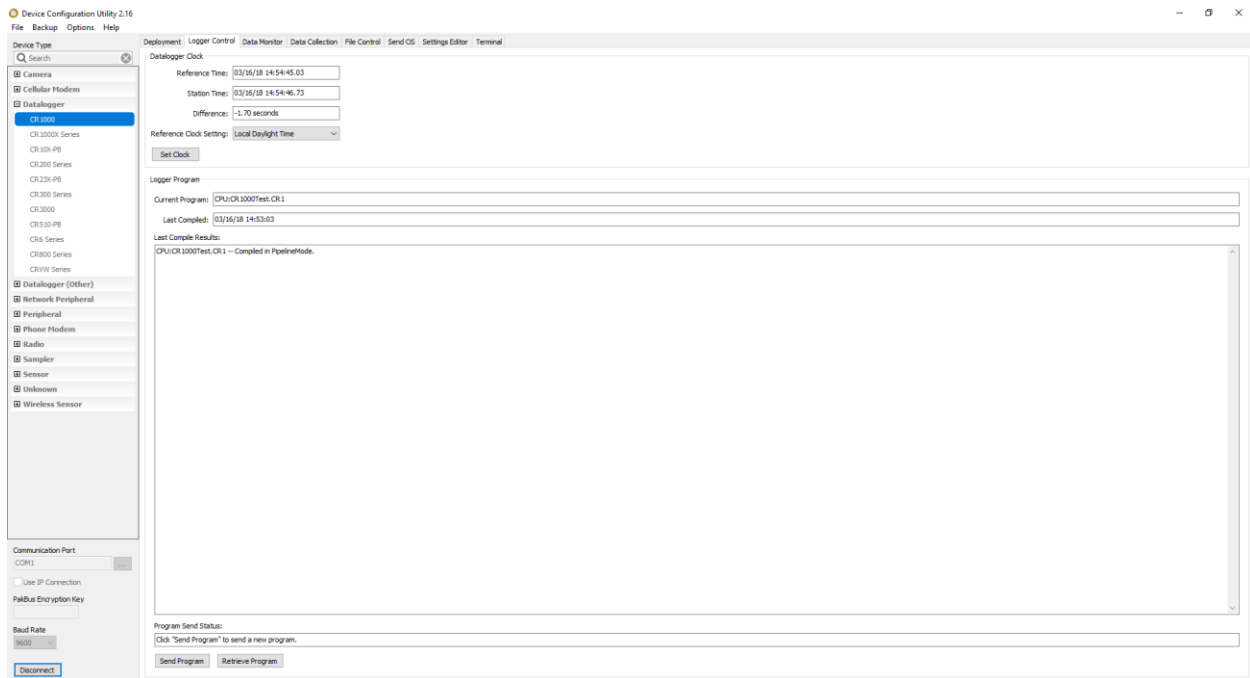 Device Configuration Utility 2.16
File Backup Options Help
Device Type
Search
Camera
Cellular Modem
Datalogger
CR1000
CR1000X Series
CR10X-PB
CR200 Series
CR23X-PB
CR300 Series
CR3000
CR510-PB
CR6 Series
CR800 Series
CRVW Series
Datalogger (Other)
Network Peripheral
Peripheral
Phone Modem
Radio
Sampler
Sensor
Unknown
Wireless Sensor
Communication Port
COM1
...
Use IP Connection
PakBus Encryption Key
Baud Rate
9600
Disconnect
Deployment Logger Control Data Monitor Data Collection File Control Send OS Settings Editor Terminal
Datalogger Clock
Reference Time: 03/16/18 14:54:45.03
Station Time: 03/16/18 14:54:46.73
Difference: -1.70 seconds
Reference Clock Setting: Local Daylight Time
Set Clock
Logger Program
Current Program: CPU:CR1000Test.CR1
Last Compiled: 03/16/18 14:53:03
Last Compile Results:
CPU:CR1000Test.CR1 -- Compiled in PipelineMode.
Program Send Status:
Click "Send Program" to send a new program.
Send Program Retrieve Program